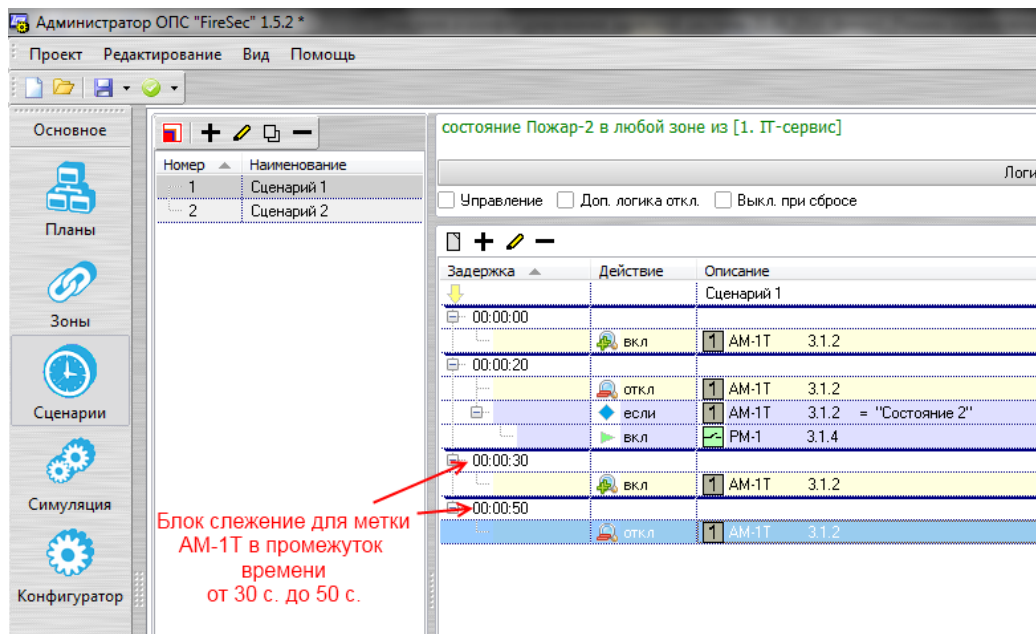 Администратор ОПС "FireSec" 1.5.2 *
Проект Редактирование Вид Помощь
Основное
Планы
Зоны
Сценарии
Симуляция
Конфигуратор
Номер Наименование
1 Сценарий 1
2 Сценарий 2
состояние Пожар-2 в любой зоне из [1. IT-сервис]
Логи
Управление Доп. логика откл. Выкл. при сбросе
Задержка Действие Описание
Сценарий 1
00:00:00
вкл 1 АМ-1Т 3.1.2
00:00:20
откл 1 АМ-1Т 3.1.2
если 1 АМ-1Т 3.1.2 = "Состояние 2"
вкл РМ-1 3.1.4
00:00:30
вкл 1 АМ-1Т 3.1.2
00:00:50
откл 1 АМ-1Т 3.1.2
Блок слежение для метки
АМ-1Т в промежуток
времени
от 30 с. до 50 с.